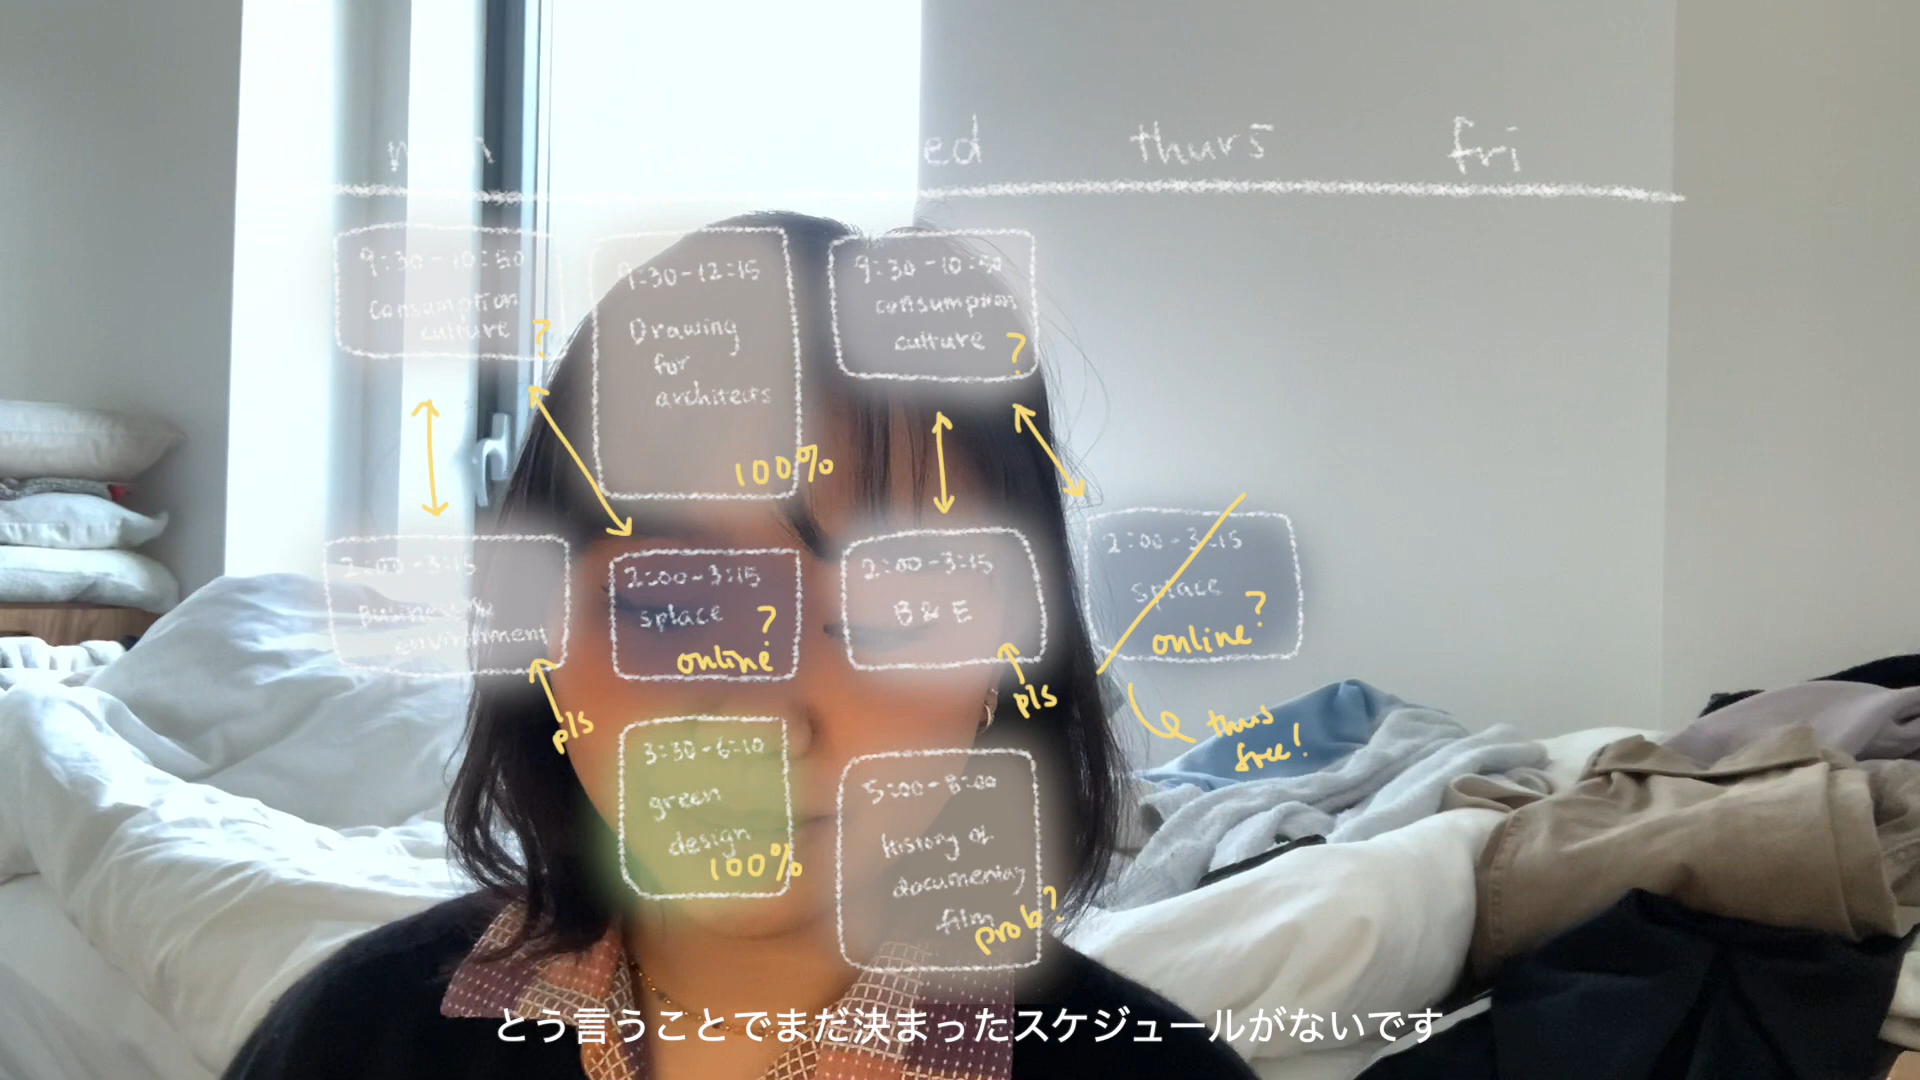 ed
thurs
fri
9:30-10:50
consumption
culture
?
9:30-12:15
Drawing
for
architects
100%
9:30-10:50
consumption
culture
?
2:00-3:15
Business &
environment
pls
2:00-3:15
splace
?
online
2:00-3:15
B & E
pls
2:00-3:15
splace
online?
thus
free!
3:30-6:10
green
design
100%
5:00-8:00
history of
documentary
film
prob?
とう言うことでまだ決まったスケジュールがないです